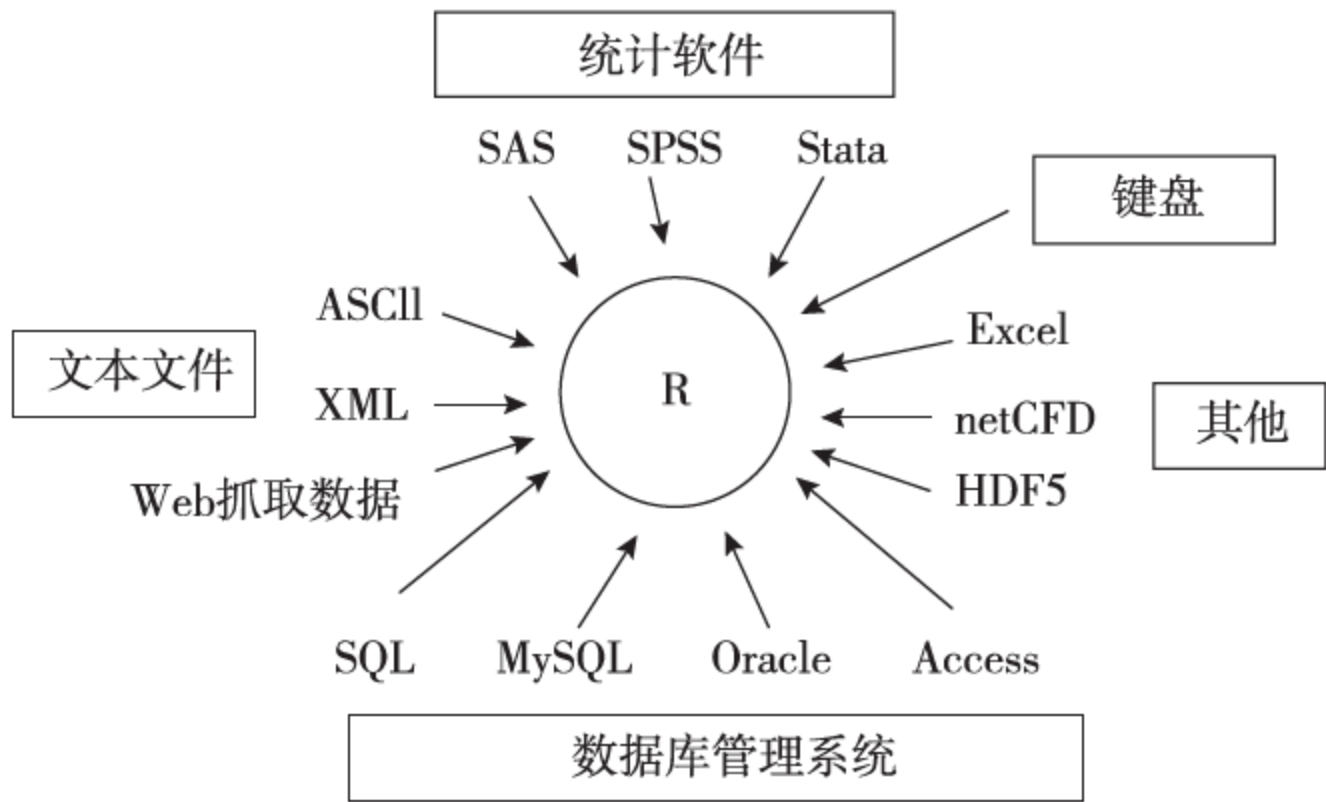 统计软件
SAS SPSS Stata
键盘
ASCll
Excel
文本文件
XML
R
netCFD
其他
Web抓取数据
HDF5
SQL MySQL Oracle Access
数据库管理系统